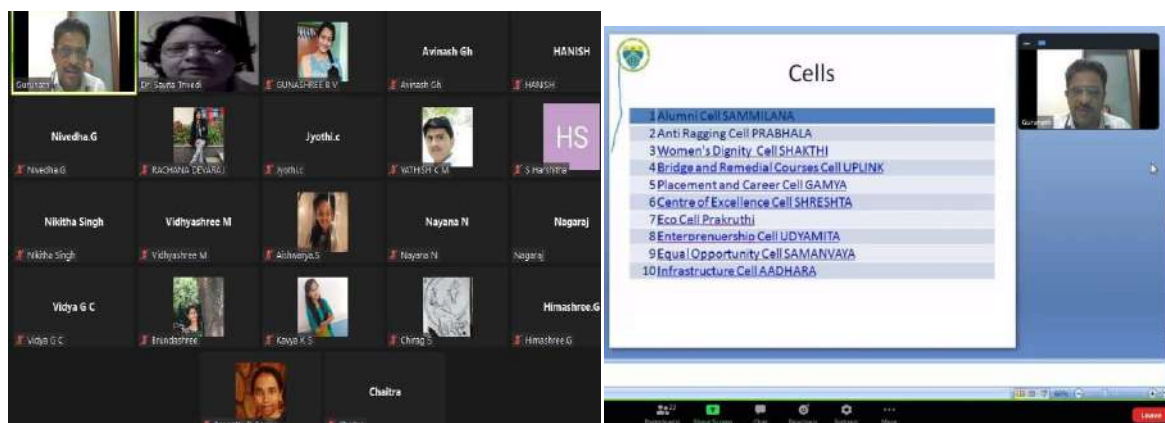 Gurunath
Dr. Savita Trivedi
GUNASHREE B V
Avinash Gh
Avinash Gh
HANISH
HANISH
Nivedha.G
Nivedha.G
RACHANA DEVARAJ
Jyothi.c
Jyothi.c
YATHISH C M
HS
S Harshitha
Nikitha Singh
Nikitha Singh
Vidhyashree M
Vidhyashree M
Aishwarya.S
Nayana N
Nayana N
Nagaraj
Nagaraj
Vidya G C
Vidya G C
Brundashree
Kavya K S
Chirag S
Himashree.G
Himashree.G
Chaitra
Cells
1 Alumni Cell SAMMILANA
2 Anti Ragging Cell PRABHALA
3 Women's Dignity Cell SHAKTHI
4 Bridge and Remedial Courses Cell UPLINK
5 Placement and Career Cell GAMYA
6 Centre of Excellence Cell SHRESHTA
7 Eco Cell Prakruthi
8 Enterprenuership Cell UDYAMITA
9 Equal Opportunity Cell SAMANVAYA
10 Infrastructure Cell AADHARA
Gurunath
22
Leave